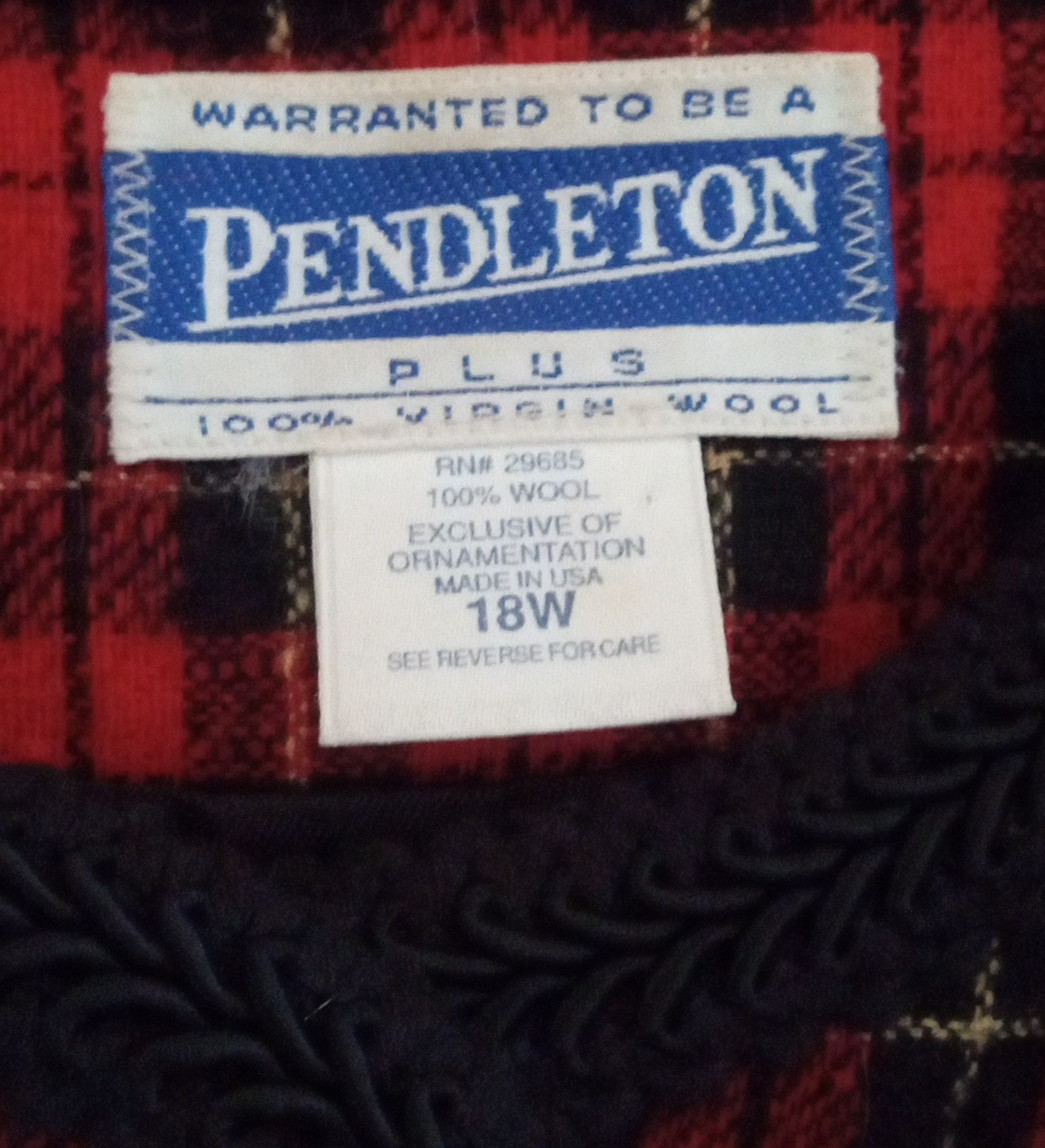 WARRANTED TO BE A
PENDLETON
PLUS
100% VIRGIN WOOL
RN# 29685
100% WOOL
EXCLUSIVE OF
ORNAMENTATION
MADE IN USA
18W
SEE REVERSE FOR CARE